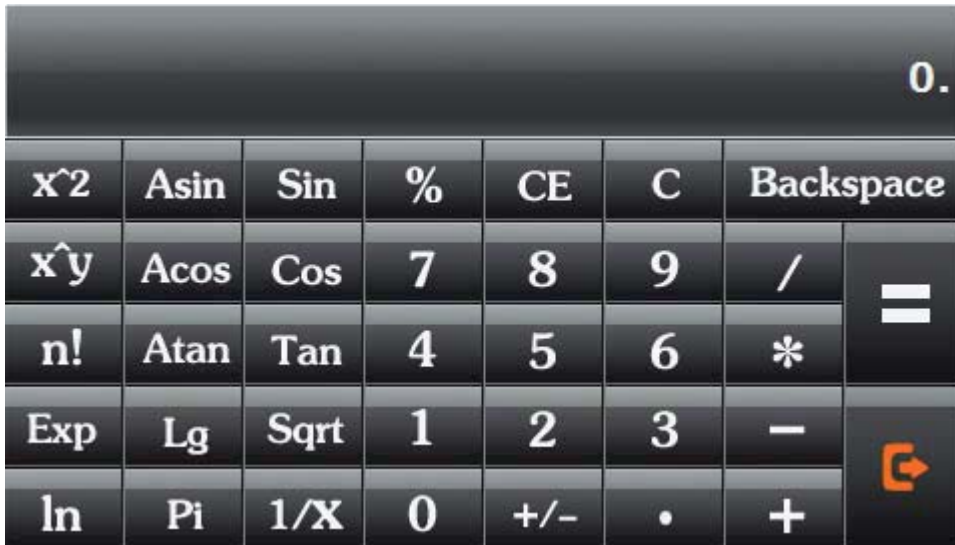 0.
x^2 Asin Sin % CE C Backspace
x^y Acos Cos 7 8 9 / =
n! Atan Tan 4 5 6 *
Exp Lg Sqrt 1 2 3 -
ln Pi 1/X 0 +/- . +